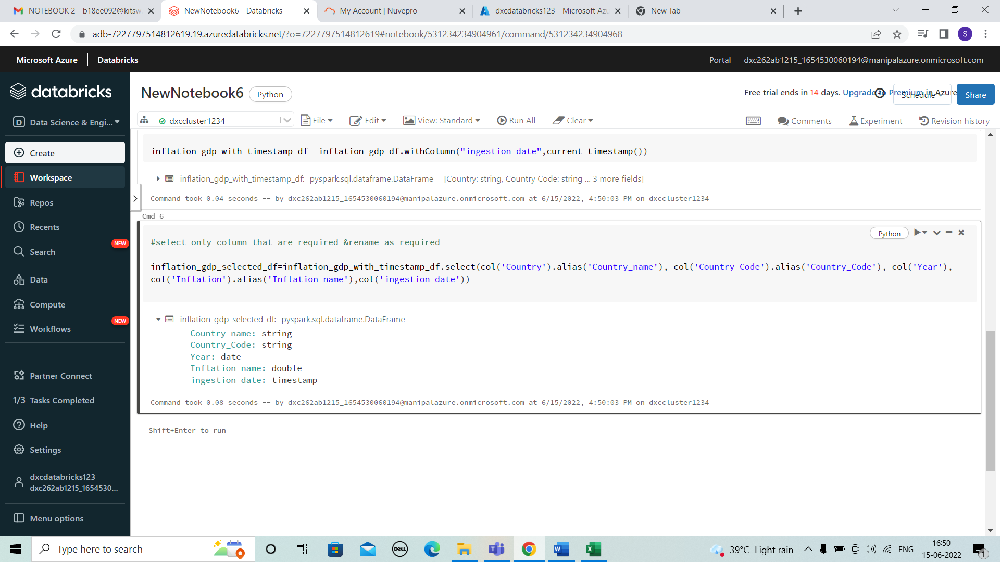 NOTEBOOK 2 - b18ee092@kitsw
NewNotebook6 - Databricks
My Account | Nuvepro
dxcdatabricks123 - Microsoft Azu
New Tab
adb-7227797514812619.19.azuredatabricks.net/?o=7227797514812619#notebook/531234234904961/command/531234234904968
S
Microsoft Azure
Databricks
Portal
dxc262ab1215_1654530060194@manipalazure.onmicrosoft.com
databricks
NewNotebook6
Python
Free trial ends in 14 days. Upgrade to Premium in Azure
Schedule
Share
D Data Science & Engi...
dxccluster1234
File
Edit
View: Standard
Run All
Clear
Comments
Experiment
Revision history
Create
Workspace
Repos
Recents
NEW
Search
Data
Compute
NEW
Workflows
Partner Connect
1/3 Tasks Completed
Help
Settings
dxcdatabricks123
dxc262ab1215_1654530...
Menu options
inflation_gdp_with_timestamp_df= inflation_gdp_df.withColumn("ingestion_date",current_timestamp())
inflation_gdp_with_timestamp_df: pyspark.sql.dataframe.DataFrame = [Country: string, Country Code: string ... 3 more fields]
Command took 0.04 seconds -- by dxc262ab1215_1654530060194@manipalazure.onmicrosoft.com at 6/15/2022, 4:50:03 PM on dxccluster1234
Cmd 6
Python
#select only column that are required &rename as required
inflation_gdp_selected_df=inflation_gdp_with_timestamp_df.select(col('Country').alias('Country_name'), col('Country Code').alias('Country_Code'), col('Year'),
col('Inflation').alias('Inflation_name'),col('ingestion_date'))
inflation_gdp_selected_df: pyspark.sql.dataframe.DataFrame
Country_name: string
Country_Code: string
Year: date
Inflation_name: double
ingestion_date: timestamp
Command took 0.08 seconds -- by dxc262ab1215_1654530060194@manipalazure.onmicrosoft.com at 6/15/2022, 4:50:03 PM on dxccluster1234
Shift+Enter to run
Type here to search
DELL
39°C Light rain
ENG
16:50
15-06-2022
1